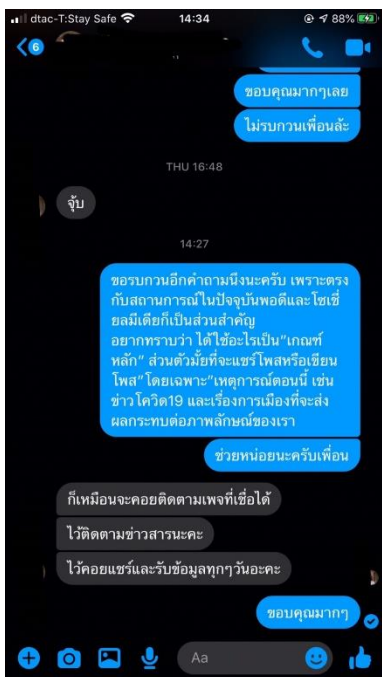 dtac-T:Stay Safe 14:34 88%
6
ขอบคุณมากๆเลย
ไม่รบกวนเพื่อนล้ะ
THU 16:48
จุ้บ
14:27
ขอรบกวนอีกคำถามนึงนะครับ เพราะตรง
กับสถานการณ์ในปัจจุบันพอดีและโซเชี่
ยลมีเดียก็เป็นส่วนสำคัญ
อยากทราบว่า ได้ใช้อะไรเป็น"เกณฑ์
หลัก" ส่วนตัวมั้ยที่จะแชร์โพสหรือเขียน
โพส" โดยเฉพาะ"เหตุการณ์ตอนนี้ เช่น
ข่าวโควิด19 และเรื่องการเมืองที่จะส่ง
ผลกระทบต่อภาพลักษณ์ของเรา
ช่วยหน่อยนะครับเพื่อน
ก็เหมือนจะคอยติดตามเพจที่เชื่อได้
ไว้ติดตามข่าวสารนะคะ
ไว้คอยแชร์และรับข้อมูลทุกๆวันอะคะ
ขอบคุณมากๆ
Aa